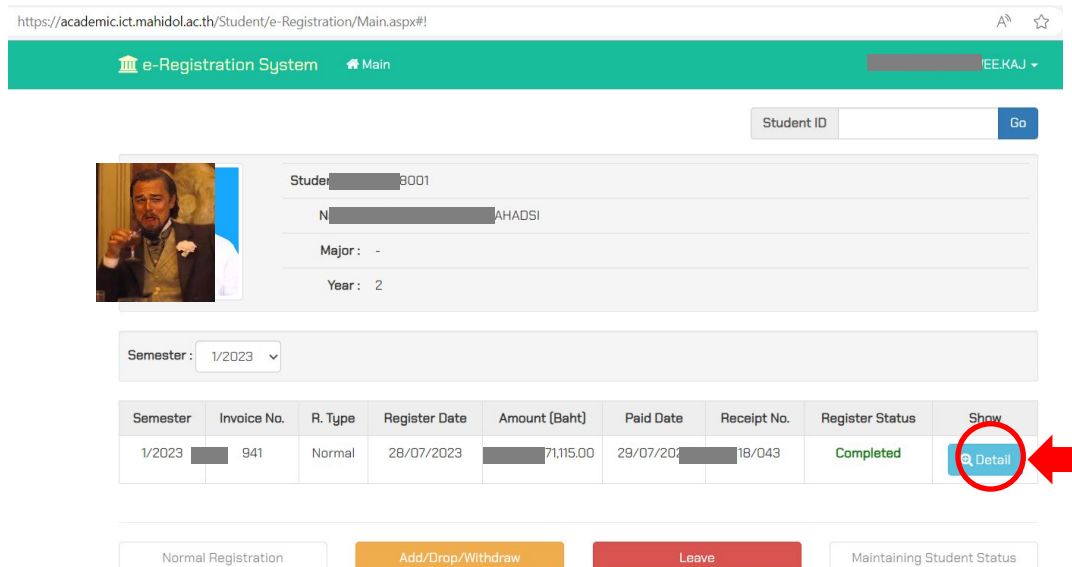 https://academic.ict.mahidol.ac.th/Student/e-Registration/Main.aspx#!
e-Registration System Main EE.KAJ
Student ID Go
Studen 8001
N AHADSI
Major : -
Year : 2
Semester : 1/2023
Semester Invoice No. R. Type Register Date Amount (Baht) Paid Date Receipt No. Register Status Show
1/2023 941 Normal 28/07/2023 71,115.00 29/07/202 18/043 Completed Detail
Normal Registration Add/Drop/Withdraw Leave Maintaining Student Status